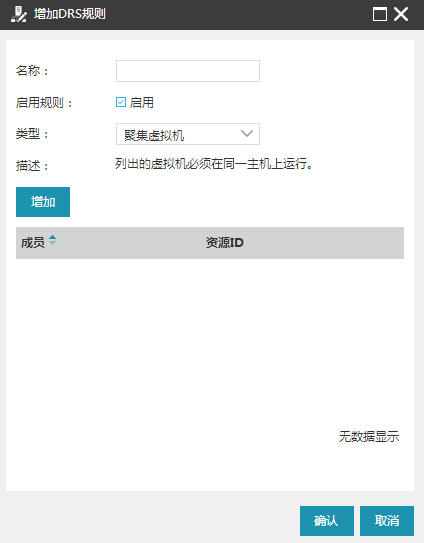 增加DRS规则
名称：
启用规则： 启用
类型： 聚集虚拟机
描述： 列出的虚拟机必须在同一主机上运行。
增加
成员 资源ID
无数据显示
确认 取消